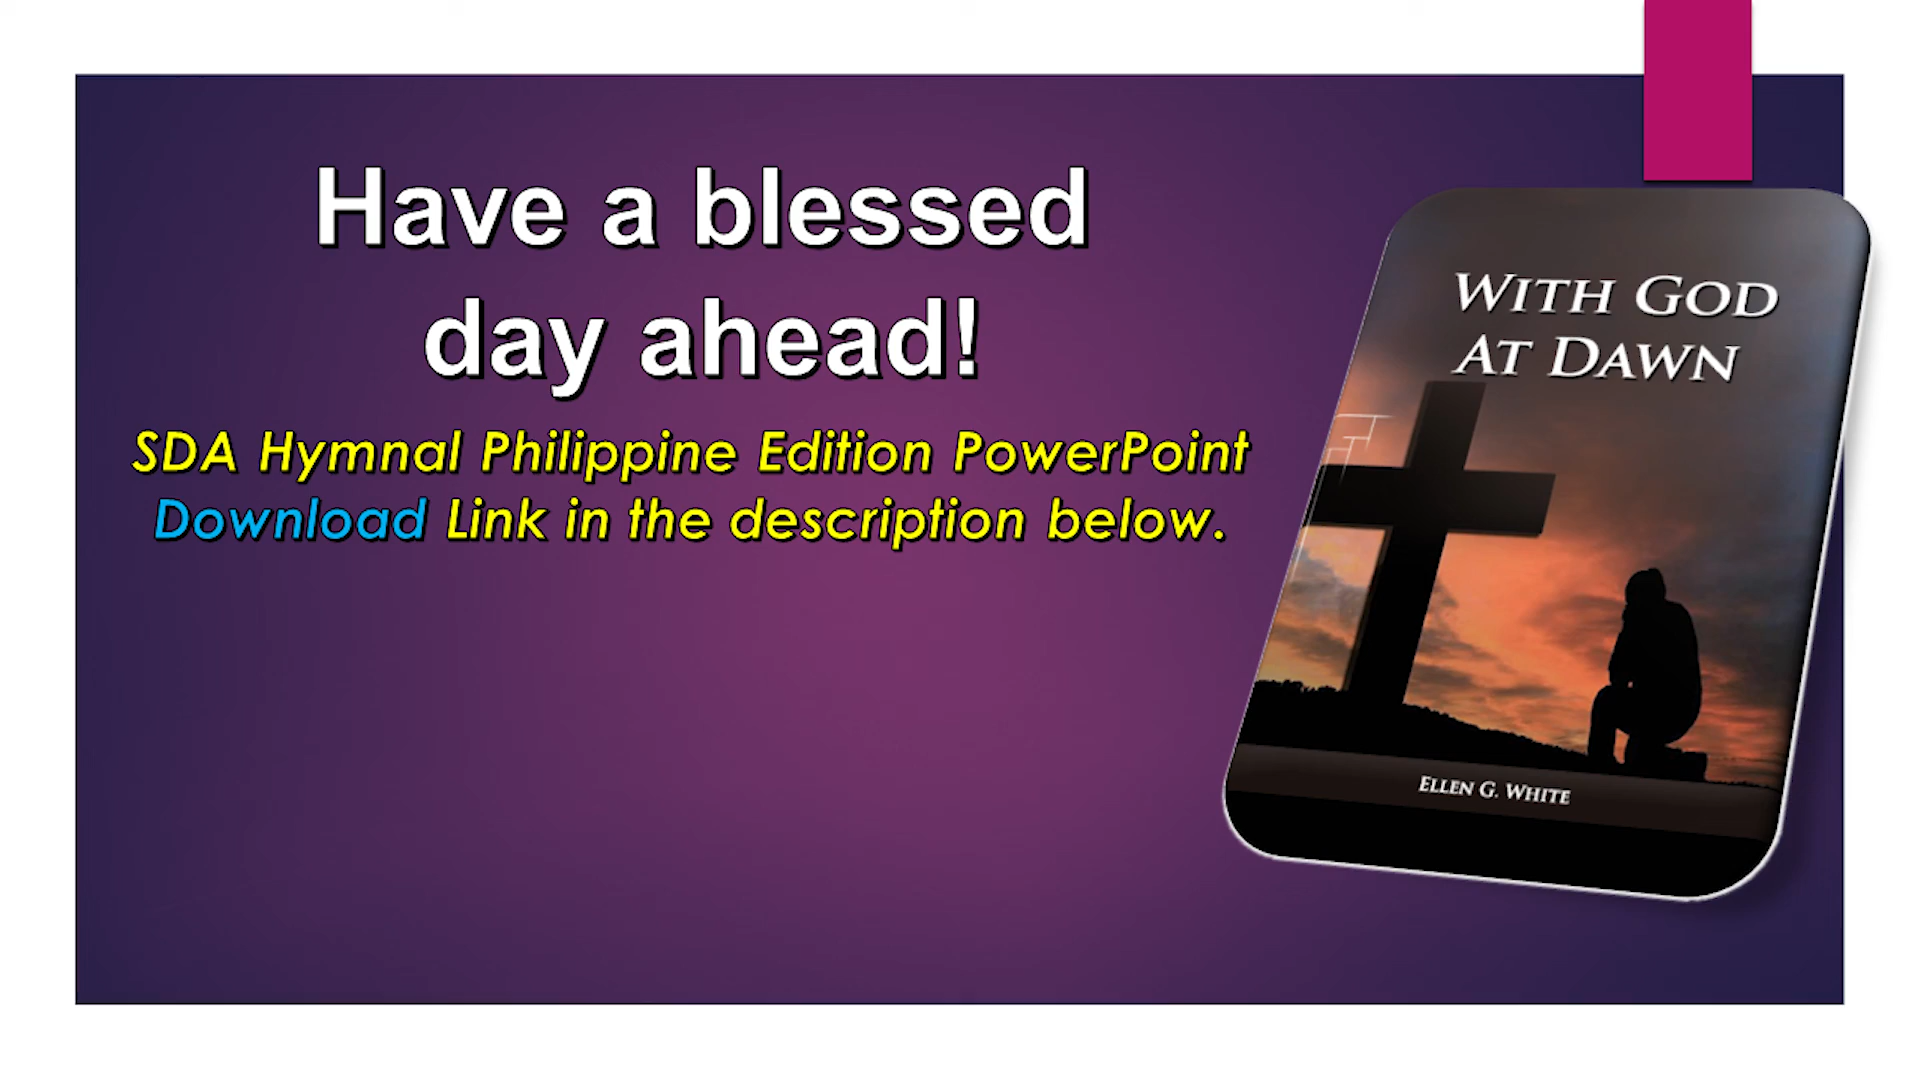 Have a blessed
day ahead!
SDA Hymnal Philippine Edition PowerPoint
Download Link in the description below.
WITH GOD
AT DAWN
ELLEN G. WHITE